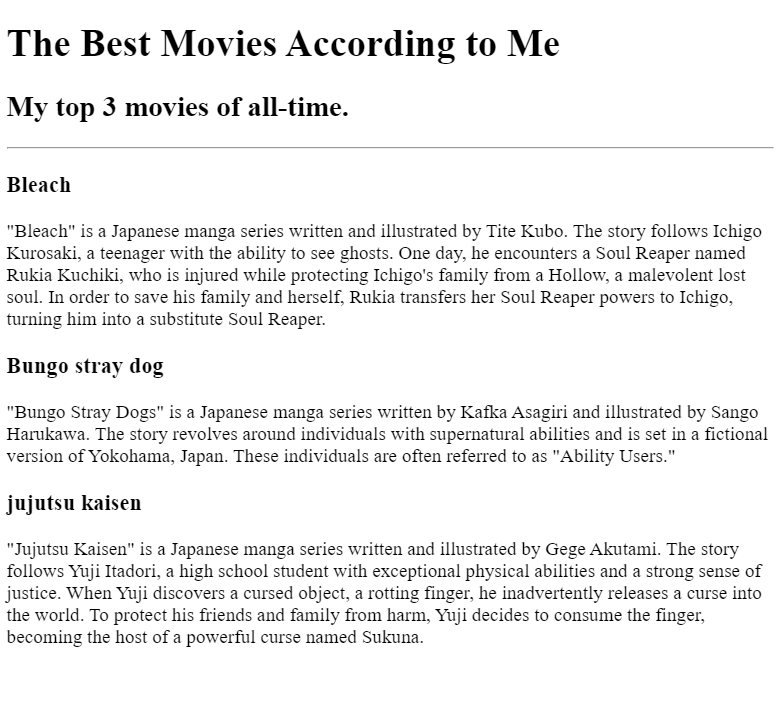 The Best Movies According to Me
My top 3 movies of all-time.
Bleach
"Bleach" is a Japanese manga series written and illustrated by Tite Kubo. The story follows Ichigo
Kurosaki, a teenager with the ability to see ghosts. One day, he encounters a Soul Reaper named
Rukia Kuchiki, who is injured while protecting Ichigo's family from a Hollow, a malevolent lost
soul. In order to save his family and herself, Rukia transfers her Soul Reaper powers to Ichigo,
turning him into a substitute Soul Reaper.
Bungo stray dog
"Bungo Stray Dogs" is a Japanese manga series written by Kafka Asagiri and illustrated by Sango
Harukawa. The story revolves around individuals with supernatural abilities and is set in a fictional
version of Yokohama, Japan. These individuals are often referred to as "Ability Users."
jujutsu kaisen
"Jujutsu Kaisen" is a Japanese manga series written and illustrated by Gege Akutami. The story
follows Yuji Itadori, a high school student with exceptional physical abilities and a strong sense of
justice. When Yuji discovers a cursed object, a rotting finger, he inadvertently releases a curse into
the world. To protect his friends and family from harm, Yuji decides to consume the finger,
becoming the host of a powerful curse named Sukuna.